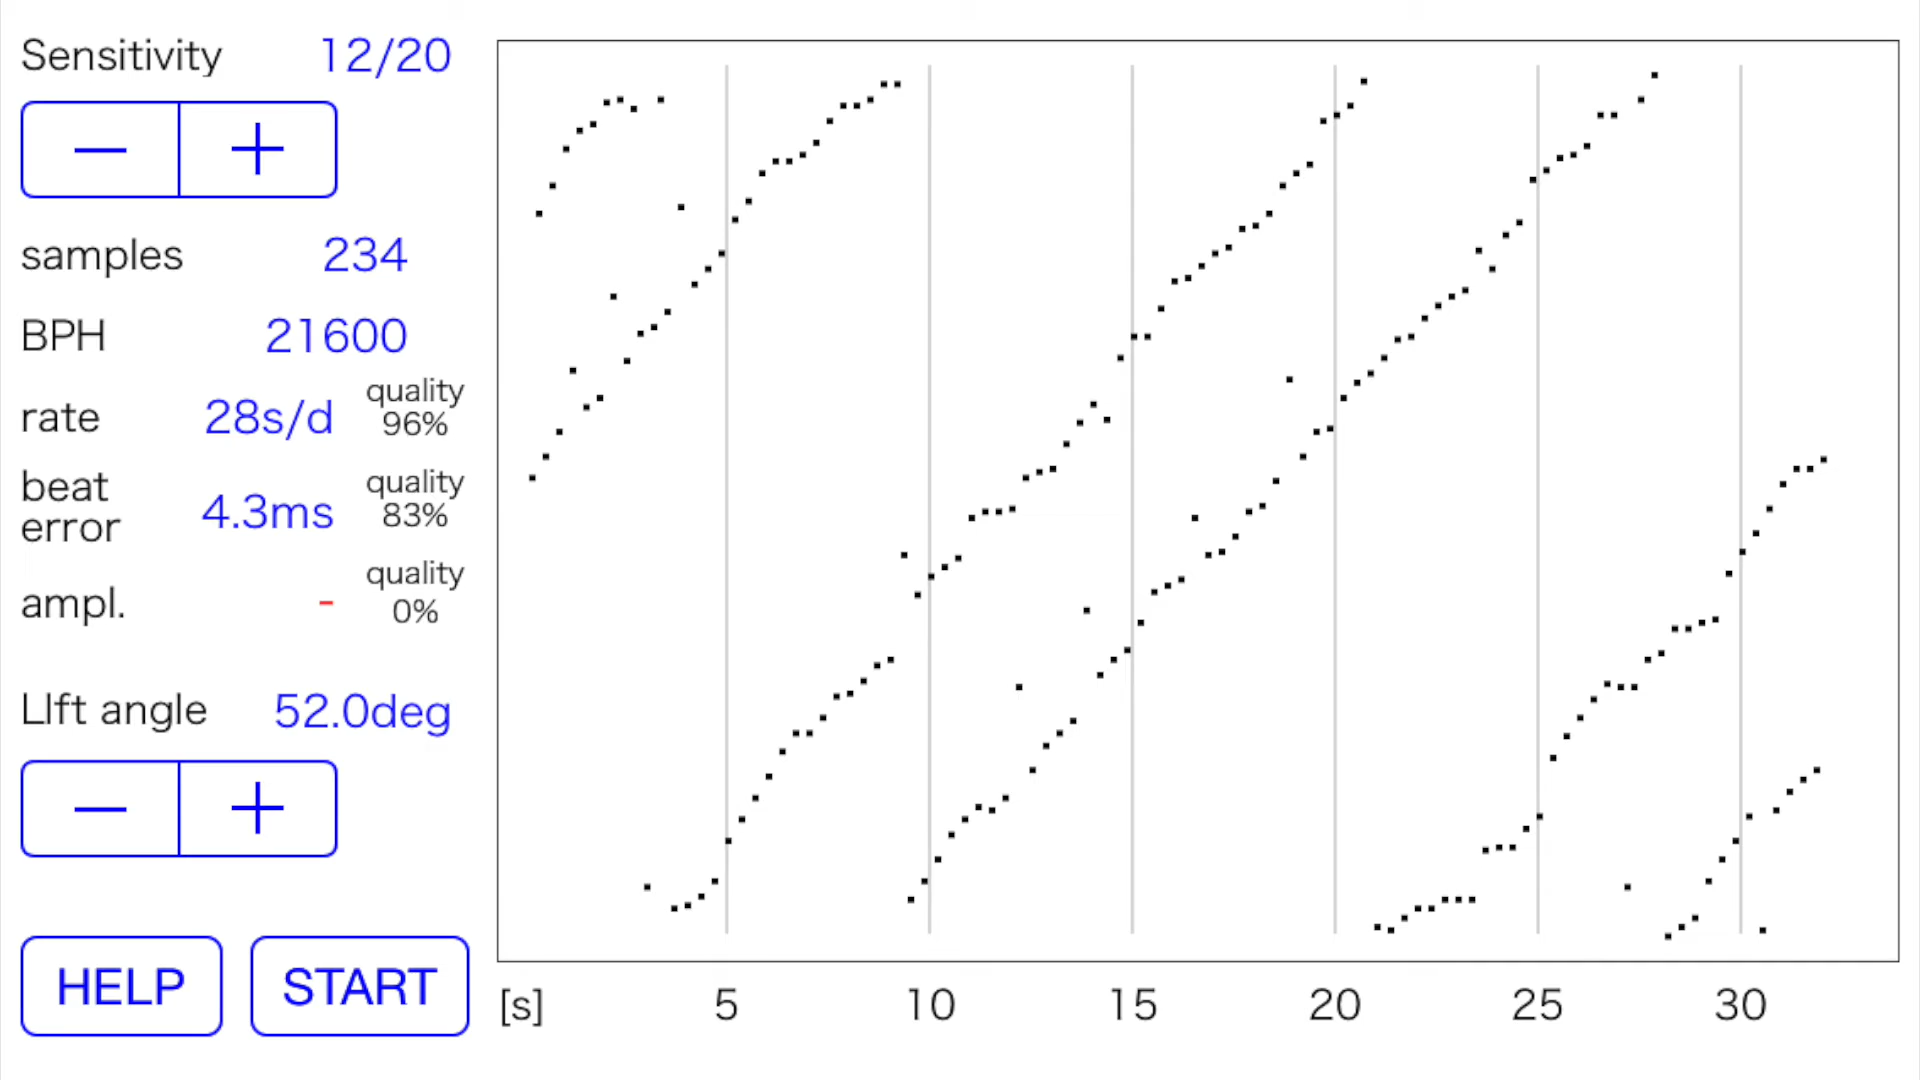 Sensitivity 12/20
− +
samples 234
BPH 21600
rate 28s/d quality 96%
beat error 4.3ms quality 83%
ampl. - quality 0%
LIft angle 52.0deg
− +
HELP START
[s] 5 10 15 20 25 30